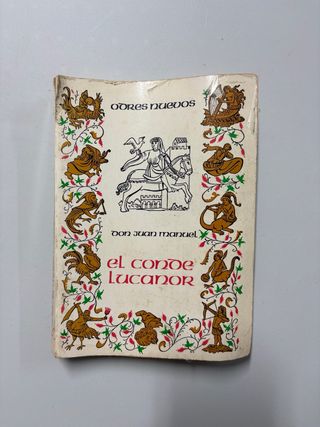 odres nuevos
don juan manuel
el conde
lucanor